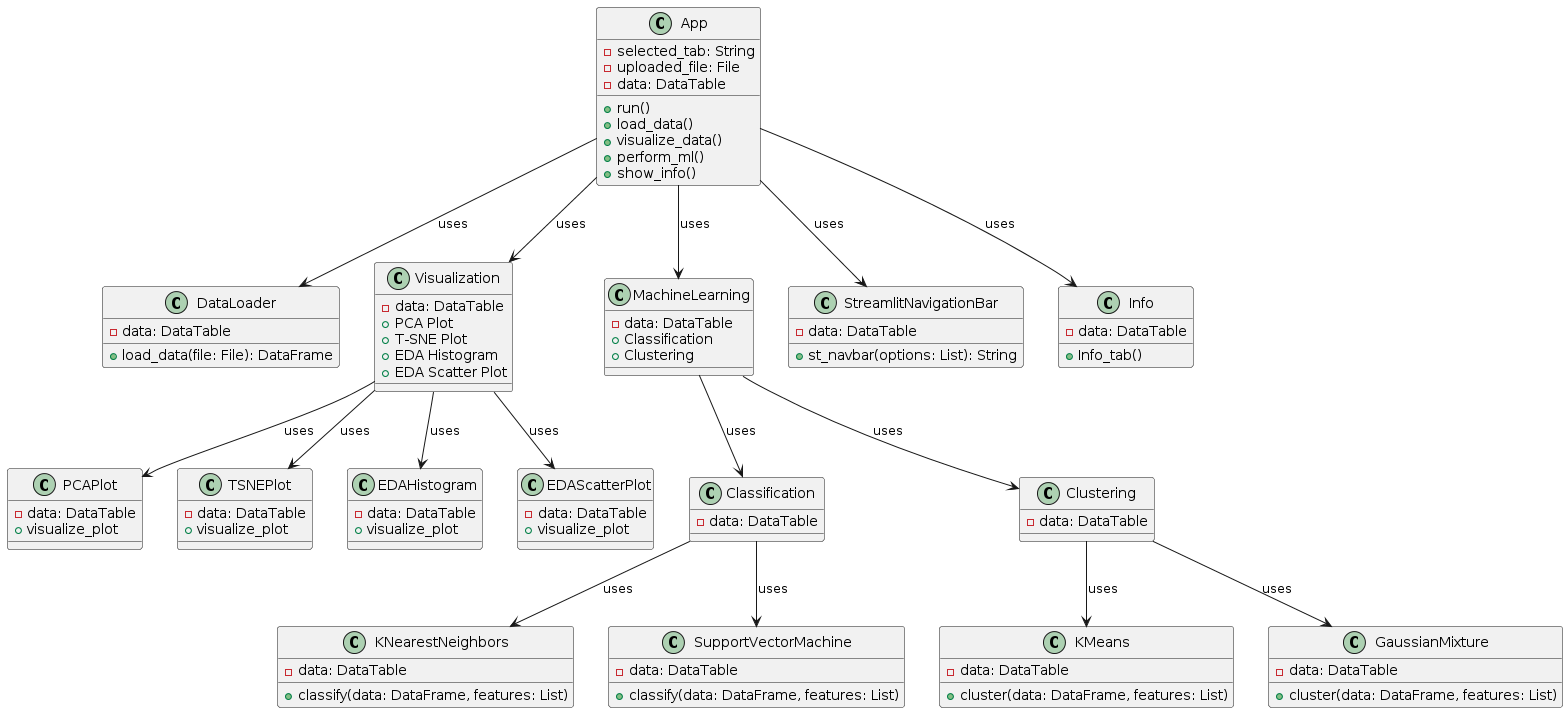 C App
selected_tab: String
uploaded_file: File
data: DataTable
run()
load_data()
visualize_data()
perform_ml()
show_info()
uses
uses
uses
uses
uses
C DataLoader
data: DataTable
load_data(file: File): DataFrame
C Visualization
data: DataTable
PCA Plot
T-SNE Plot
EDA Histogram
EDA Scatter Plot
C MachineLearning
data: DataTable
Classification
Clustering
C StreamlitNavigationBar
data: DataTable
st_navbar(options: List): String
C Info
data: DataTable
Info_tab()
uses
uses
uses
uses
uses
uses
C PCAPlot
data: DataTable
visualize_plot
C TSNEPlot
data: DataTable
visualize_plot
C EDAHistogram
data: DataTable
visualize_plot
C EDAScatterPlot
data: DataTable
visualize_plot
C Classification
data: DataTable
C Clustering
data: DataTable
uses
uses
uses
uses
C KNearestNeighbors
data: DataTable
classify(data: DataFrame, features: List)
C SupportVectorMachine
data: DataTable
classify(data: DataFrame, features: List)
C KMeans
data: DataTable
cluster(data: DataFrame, features: List)
C GaussianMixture
data: DataTable
cluster(data: DataFrame, features: List)